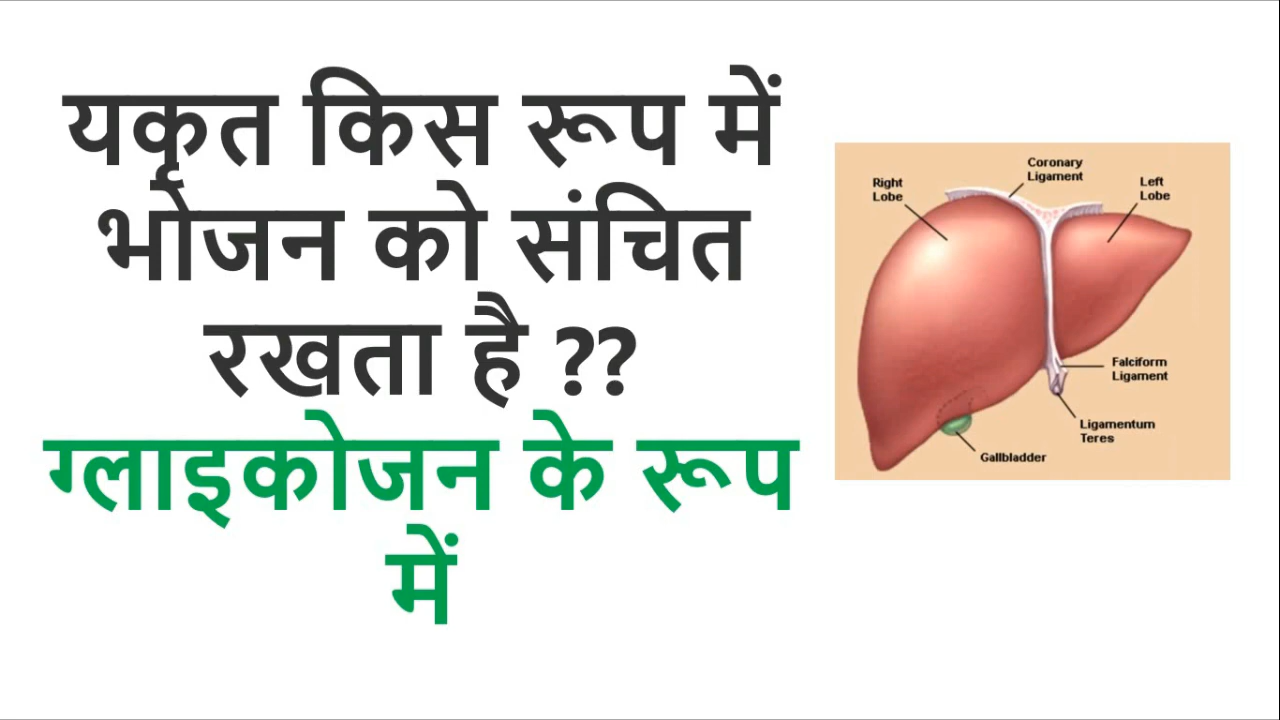 यकृत किस रूप में
भोजन को संचित
रखता है ??
ग्लाइकोजन के रूप
में
Coronary
Ligament
Right
Lobe
Left
Lobe
Falciform
Ligament
Ligamentum
Teres
Gallbladder